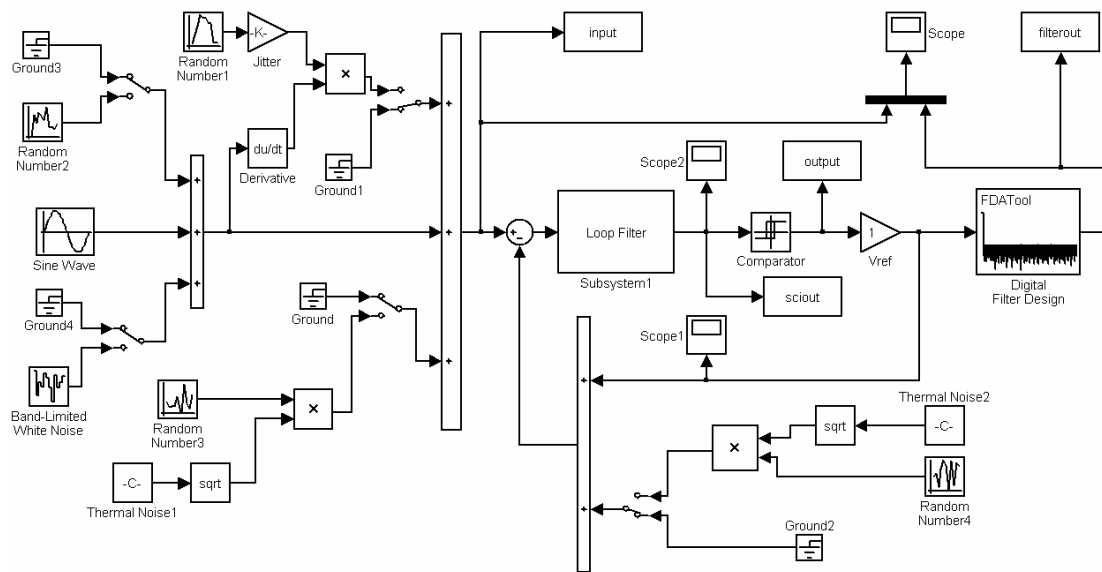 Ground3
Random
Number2
Sine Wave
Ground4
Band-Limited
White Noise
Random
Number1
-K-
Jitter
×
du/dt
Derivative
Ground1
+
+
+
Ground
Random
Number3
×
-C-
Thermal Noise1
sqrt
+
+
+
input
+
-
Loop Filter
Subsystem1
Scope2
Comparator
output
sciout
1
Vref
Scope
filterout
FDATool
Digital
Filter Design
Scope1
+
+
Thermal Noise2
-C-
sqrt
×
Random
Number4
Ground2